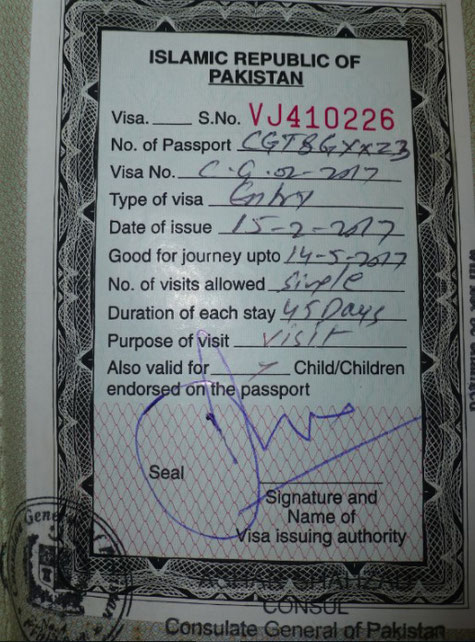 ISLAMIC REPUBLIC OF
PAKISTAN
Visa. ____ S.No. VJ410226
No. of Passport
Visa No. C.G.02-2017
Type of visa Entry
Date of issue 15-2-2017
Good for journey upto 14-5-2017
No. of visits allowed Single
Duration of each stay 45 Days
Purpose of visit visit
Also valid for ____ Child/Children
endorsed on the passport
Seal
Signature and
Name of
Visa issuing authority
CONSUL
Consulate General of Pakistan